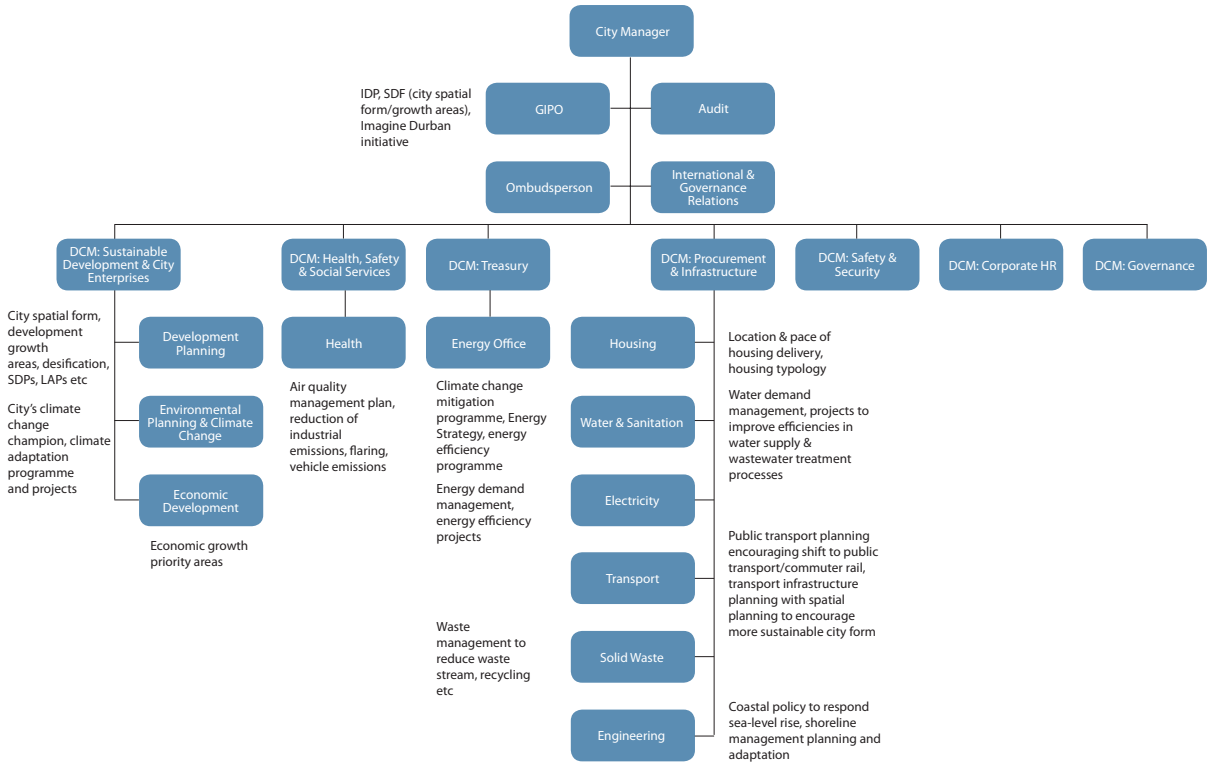 City Manager
IDP, SDF (city spatial
form/growth areas),
Imagine Durban
initiative
GIPO
Audit
Ombudsperson
International &
Governance
Relations
DCM: Sustainable
Development & City
Enterprises
DCM: Health, Safety
& Social Services
DCM: Treasury
DCM: Procurement
& Infrastructure
DCM: Safety &
Security
DCM: Corporate HR
DCM: Governance
City spatial form,
development
growth
areas, desification,
SDPs, LAPs etc
Development
Planning
City's climate
change
champion, climate
adaptation
programme
and projects
Environmental
Planning & Climate
Change
Economic
Development
Economic growth
priority areas
Health
Air quality
management plan,
reduction of
industrial
emissions, flaring,
vehicle emissions
Energy Office
Climate change
mitigation
programme, Energy
Strategy, energy
efficiency
programme
Energy demand
management,
energy efficiency
projects
Waste
management to
reduce waste
stream, recycling
etc
Housing
Location & pace of
housing delivery,
housing typology
Water & Sanitation
Water demand
management, projects to
improve efficiencies in
water supply &
wastewater treatment
processes
Electricity
Transport
Public transport planning
encouraging shift to public
transport/commuter rail,
transport infrastructure
planning with spatial
planning to encourage
more sustainable city form
Solid Waste
Engineering
Coastal policy to respond
sea-level rise, shoreline
management planning and
adaptation